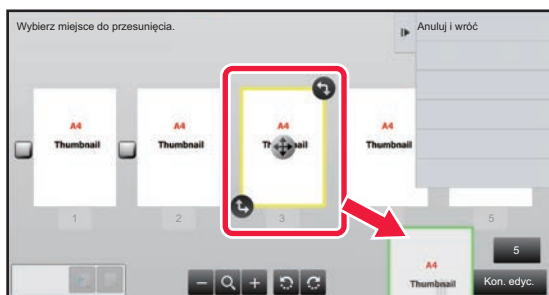 Wybierz miejsce do przesunięcia.
Anuluj i wróć
A4
Thumbnail
A4
Thumbnail
A4
Thumbnail
A4
Thumbnail
1
2
3
5
5
A4
Thumbnail
Kon. edyc.